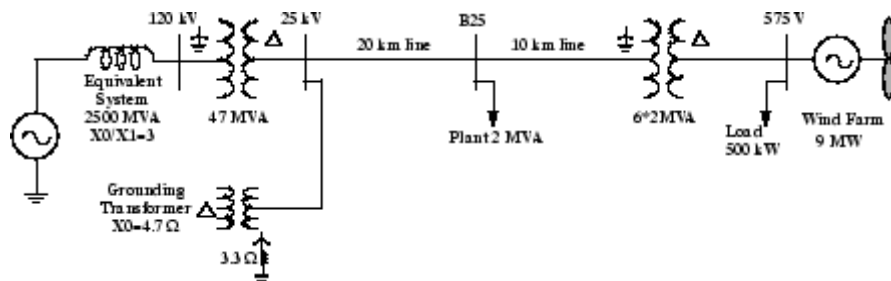 120 kV
25 kV
B25
575 V
20 km line
10 km line
Equivalent
System
2500 MVA
X0/X1=3
47 MVA
6*2MVA
Plant 2 MVA
Load
500 kW
Wind Farm
9 MW
Grounding
Transformer
X0=4.7 Ω
3.3 Ω